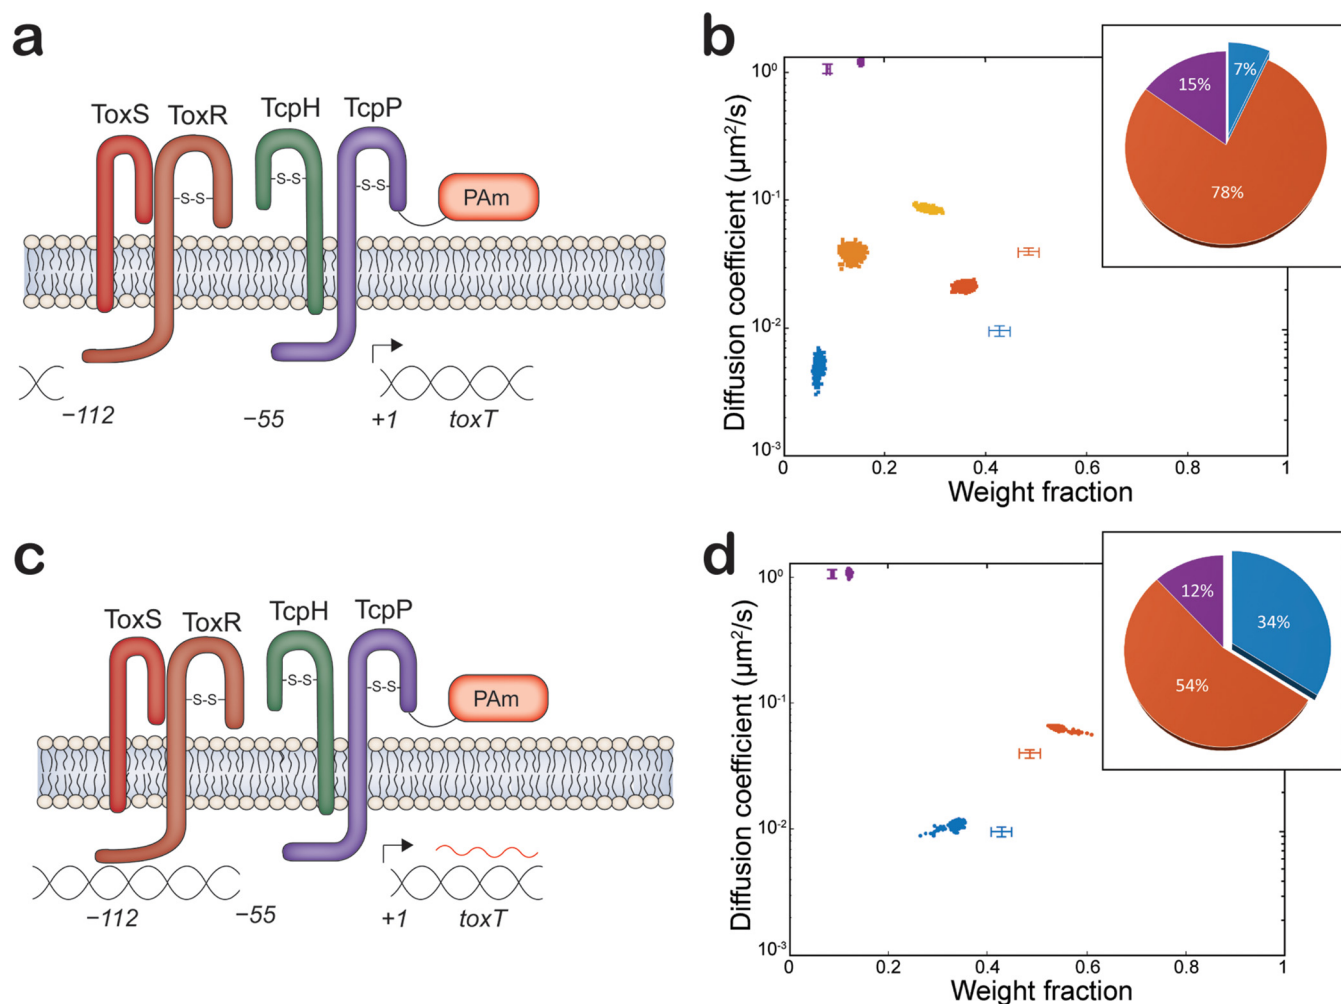 a
ToxS ToxR TcpH TcpP
-S-S- -S-S- -S-S-
PAm
−112 −55 +1 toxT
b
Diffusion coefficient (µm²/s)
10⁰
10⁻¹
10⁻²
10⁻³
0 0.2 0.4 0.6 0.8 1
Weight fraction
15% 7%
78%
c
ToxS ToxR TcpH TcpP
-S-S- -S-S- -S-S-
PAm
−112 −55 +1 toxT
d
Diffusion coefficient (µm²/s)
10⁰
10⁻¹
10⁻²
10⁻³
0 0.2 0.4 0.6 0.8 1
Weight fraction
12% 34%
54%